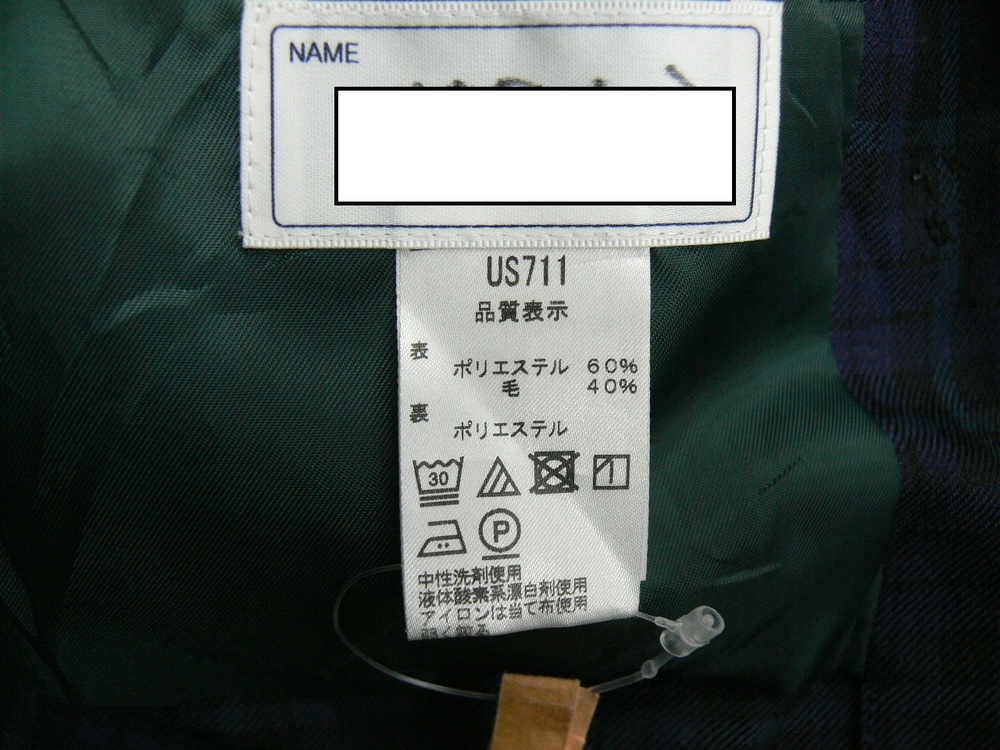 NAME
US711
品質表示
表
ポリエステル 60%
毛 40%
裏
ポリエステル
30
P
中性洗剤使用
液体酸素系漂白剤使用
アイロンは当て布使用